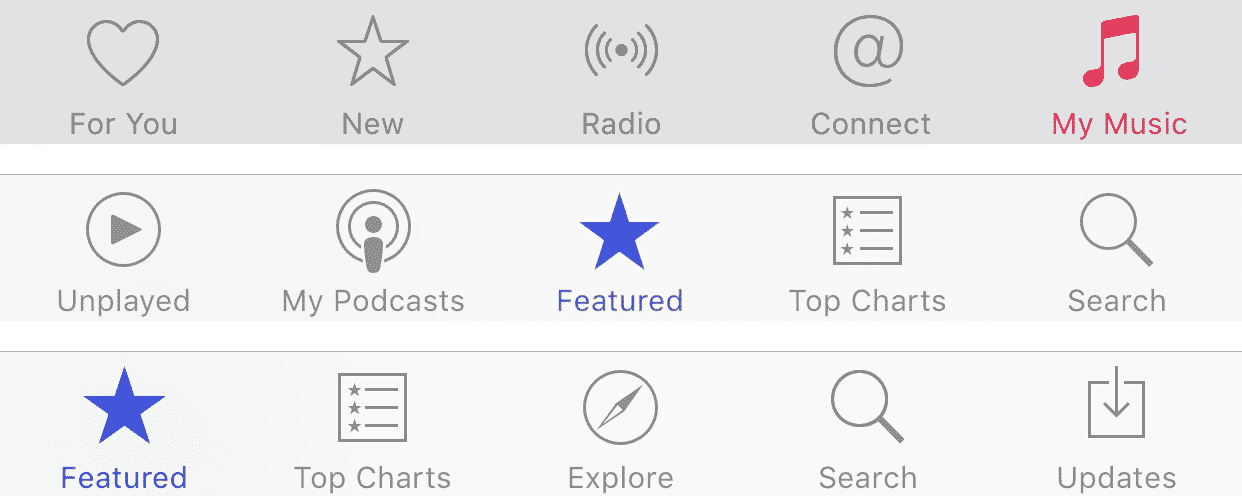 For You New Radio Connect My Music
Unplayed My Podcasts Featured Top Charts Search
Featured Top Charts Explore Search Updates